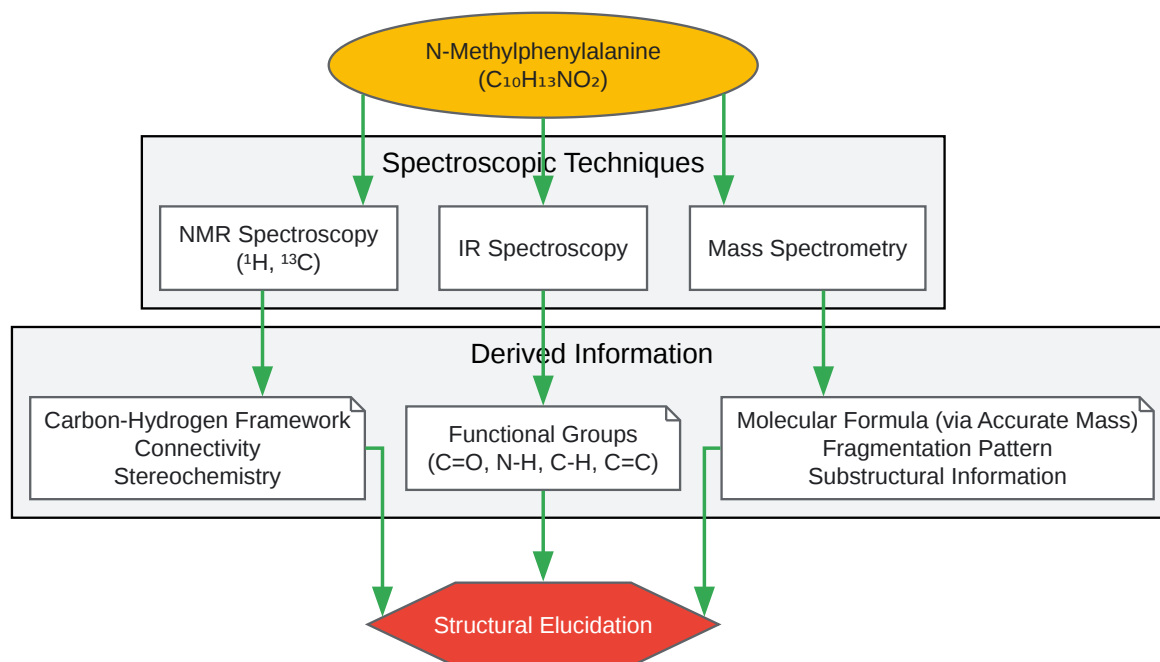 N-Methylphenylalanine
(C₁₀H₁₃NO₂)
Spectroscopic Techniques
NMR Spectroscopy
(¹H, ¹³C)
IR Spectroscopy
Mass Spectrometry
Derived Information
Carbon-Hydrogen Framework
Connectivity
Stereochemistry
Functional Groups
(C=O, N-H, C-H, C=C)
Molecular Formula (via Accurate Mass)
Fragmentation Pattern
Substructural Information
Structural Elucidation